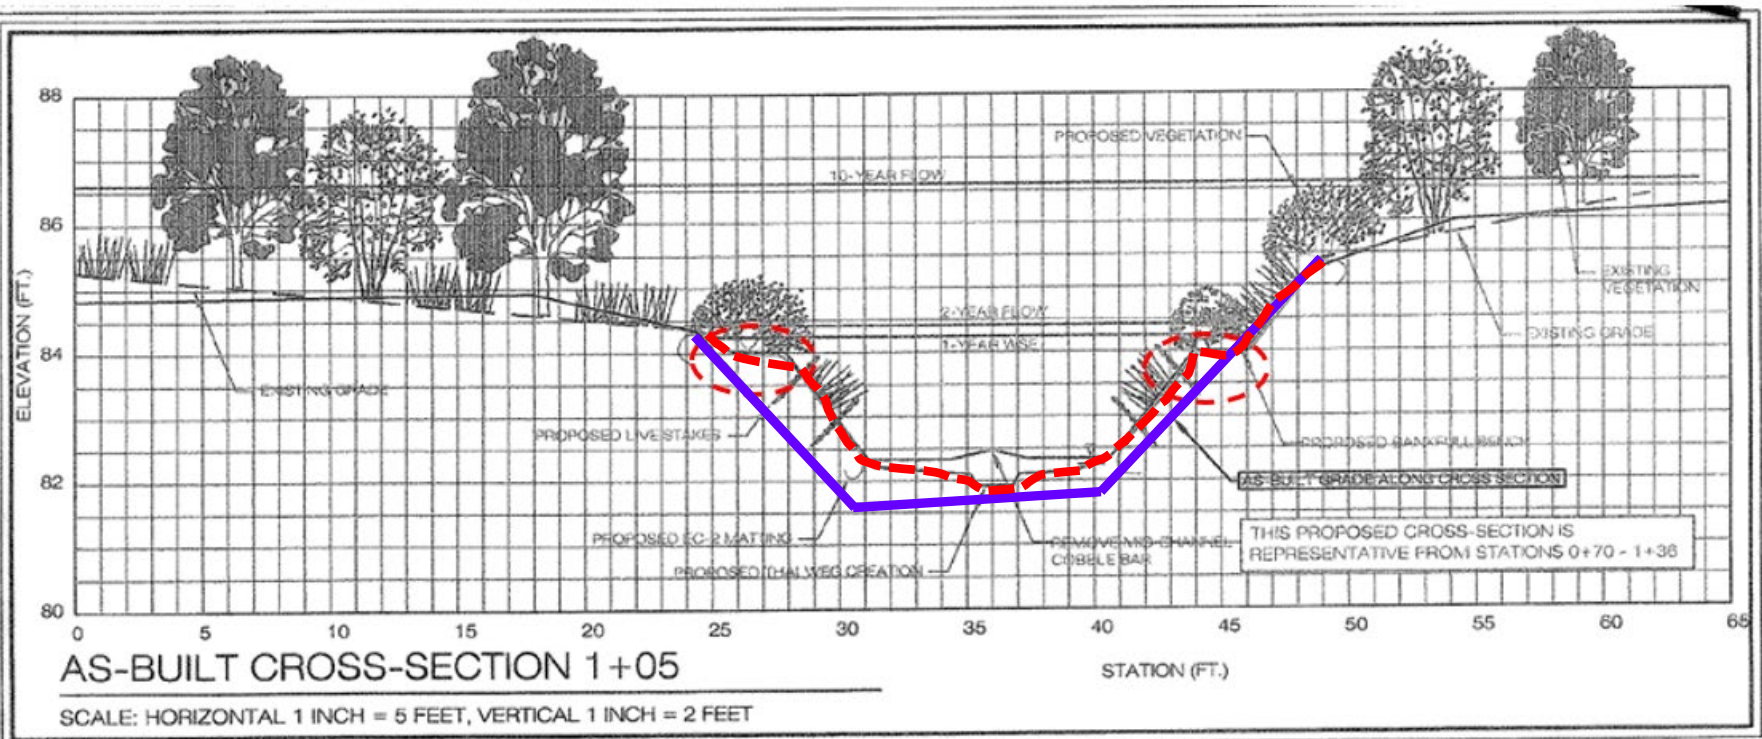 88
PROPOSED VEGETATION
10-YEAR FLOW
86
EXISTING
VEGETATION
2-YEAR FLOW
EXISTING GRADE
1-YEAR WSE
84
ELEVATION (FT.)
EXISTING GRADE
PROPOSED LIVE STAKES
PROPOSED BANKFULL BENCH
82
AS-BUILT GRADE ALONG CROSS SECTION
PROPOSED EC-2 MATTING
REMOVE MID-CHANNEL
COBBLE BAR
THIS PROPOSED CROSS-SECTION IS
REPRESENTATIVE FROM STATIONS 0+70 - 1+36
PROPOSED THALWEG CREATION
80
0 5 10 15 20 25 30 35 40 45 50 55 60 65
AS-BUILT CROSS-SECTION 1+05
STATION (FT.)
SCALE: HORIZONTAL 1 INCH = 5 FEET, VERTICAL 1 INCH = 2 FEET